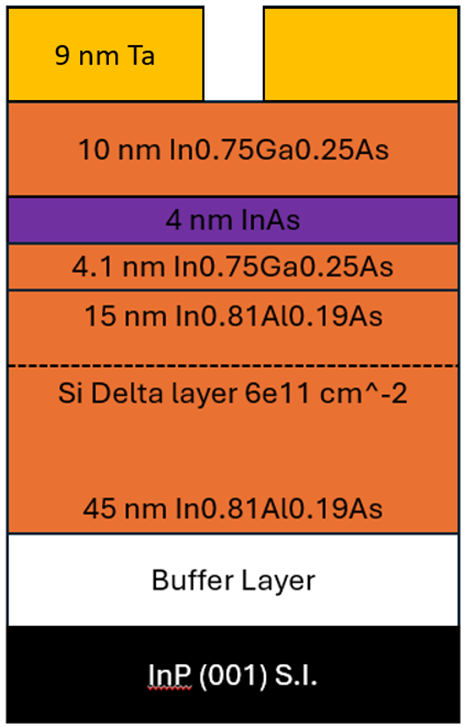 9 nm Ta
10 nm In0.75Ga0.25As
4 nm InAs
4.1 nm In0.75Ga0.25As
15 nm In0.81Al0.19As
Si Delta layer 6e11 cm^-2
45 nm In0.81Al0.19As
Buffer Layer
InP (001) S.I.